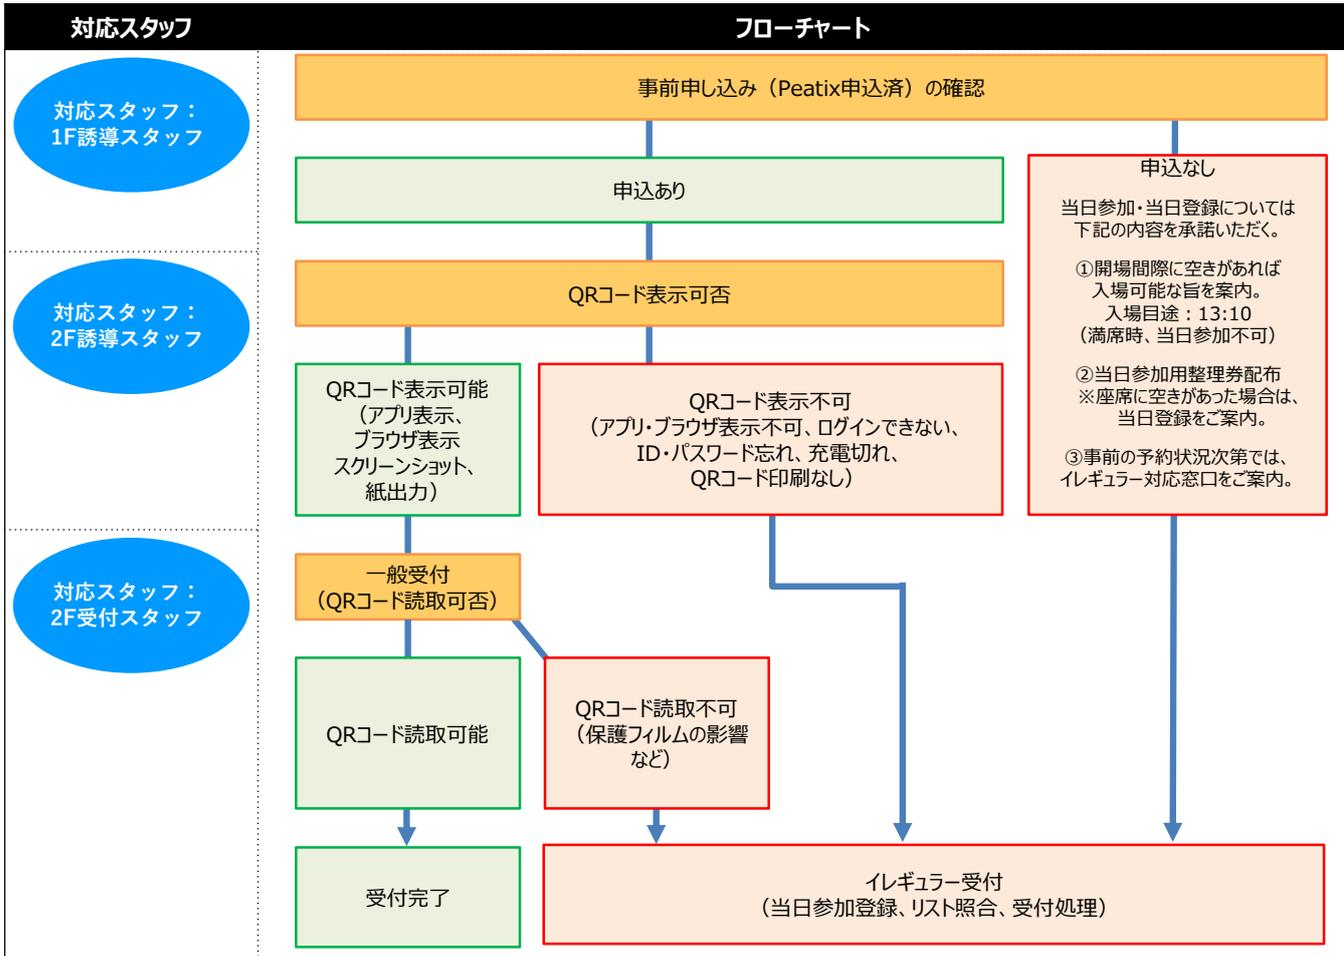 対応スタッフ
フローチャート
対応スタッフ：
1F誘導スタッフ
事前申し込み（Peatix申込済）の確認
申込あり
申込なし
当日参加・当日登録については
下記の内容を承諾いただく。
①開場間際に空きがあれば
入場可能な旨を案内。
入場目途：13:10
（満席時、当日参加不可）
②当日参加用整理券配布
※座席に空きがあった場合は、
当日登録をご案内。
③事前の予約状況次第では、
イレギュラー対応窓口をご案内。
対応スタッフ：
2F誘導スタッフ
QRコード表示可否
QRコード表示可能
（アプリ表示、
ブラウザ表示
スクリーンショット、
紙出力）
QRコード表示不可
（アプリ・ブラウザ表示不可、ログインできない、
ID・パスワード忘れ、充電切れ、
QRコード印刷なし）
対応スタッフ：
2F受付スタッフ
一般受付
（QRコード読取可否）
QRコード読取可能
QRコード読取不可
（保護フィルムの影響
など）
受付完了
イレギュラー受付
（当日参加登録、リスト照合、受付処理）